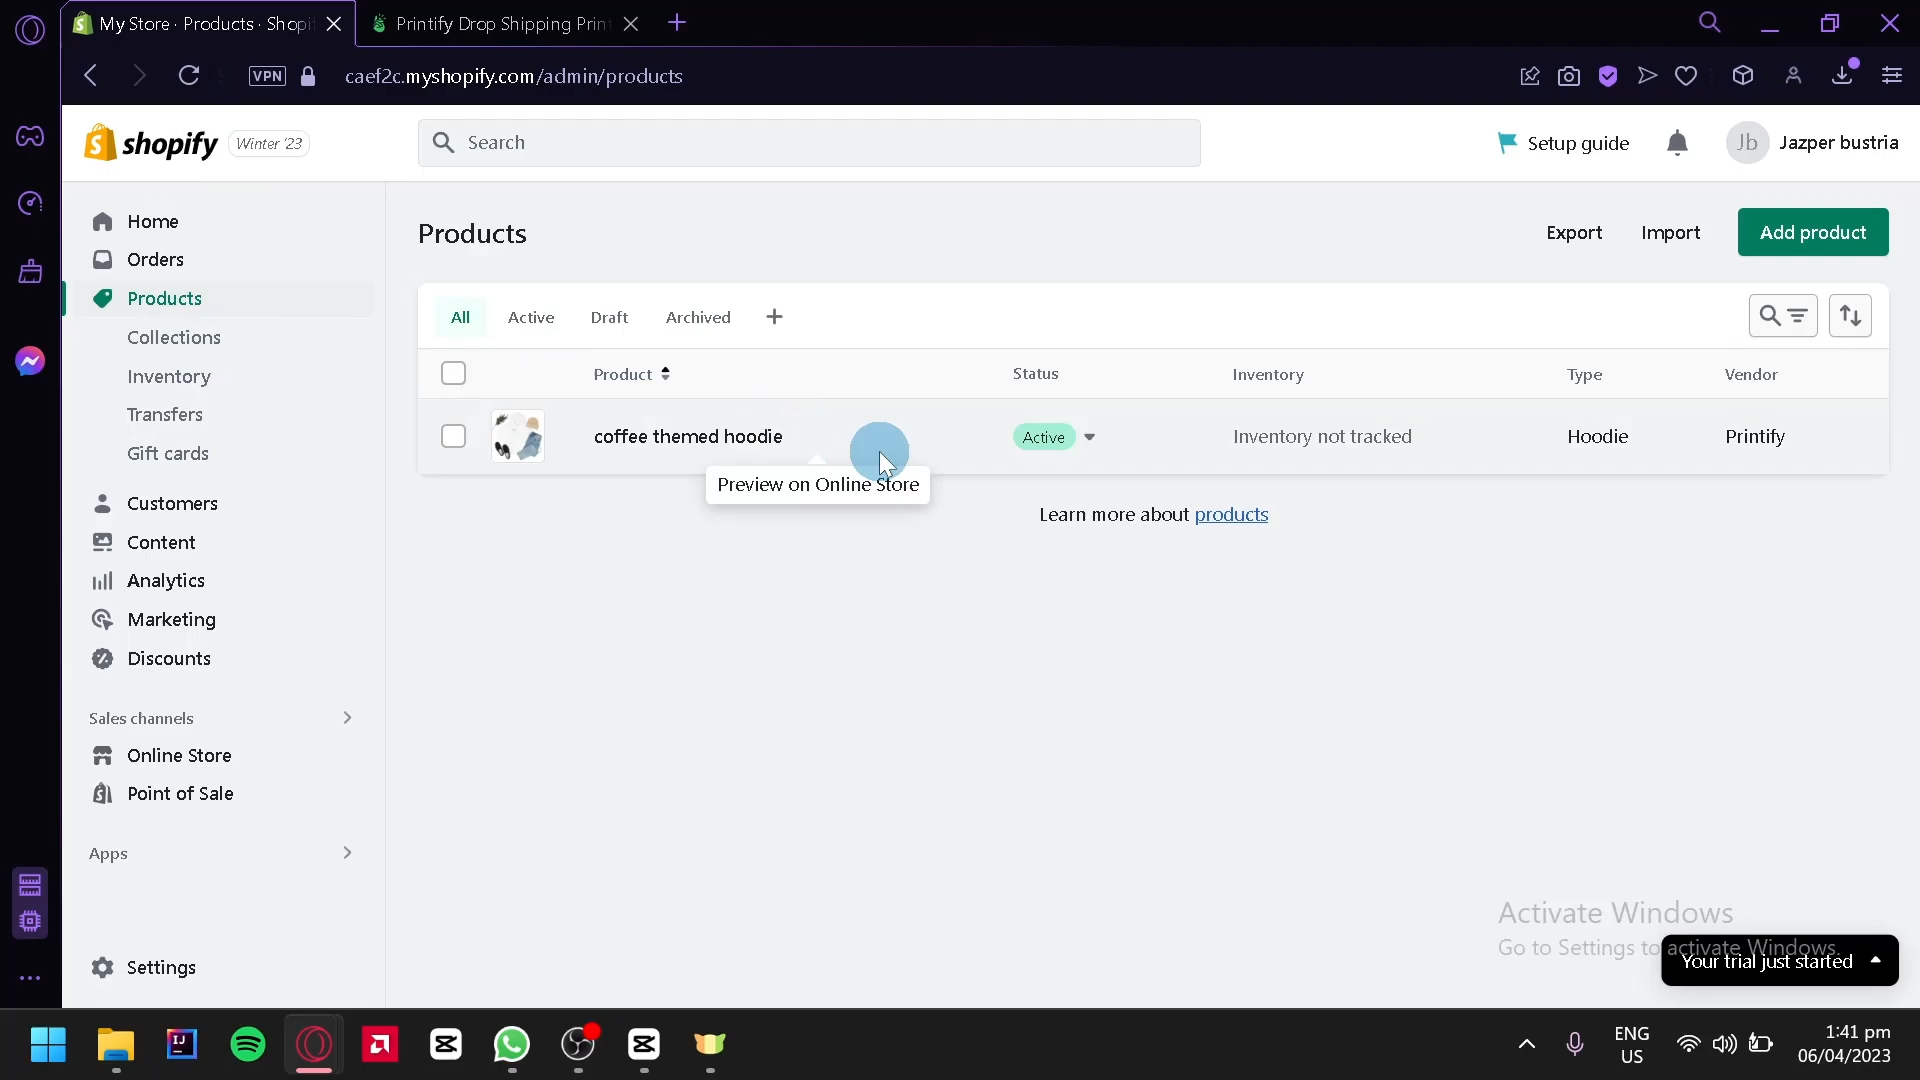 My Store · Products · Shopi
Printify Drop Shipping Print
VPN
caef2c.myshopify.com/admin/products
shopify
Winter '23
Search
Setup guide
Jb
Jazper bustria
Home
Orders
Products
Collections
Inventory
Transfers
Gift cards
Customers
Content
Analytics
Marketing
Discounts
Sales channels
Online Store
Point of Sale
Apps
Settings
Products
Export
Import
Add product
All
Active
Draft
Archived
Product
Status
Inventory
Type
Vendor
coffee themed hoodie
Active
Inventory not tracked
Hoodie
Printify
Preview on Online Store
Learn more about products
Activate Windows
Go to Settings to activate Windows.
Your trial just started
IJ
ENG
US
1:41 pm
06/04/2023